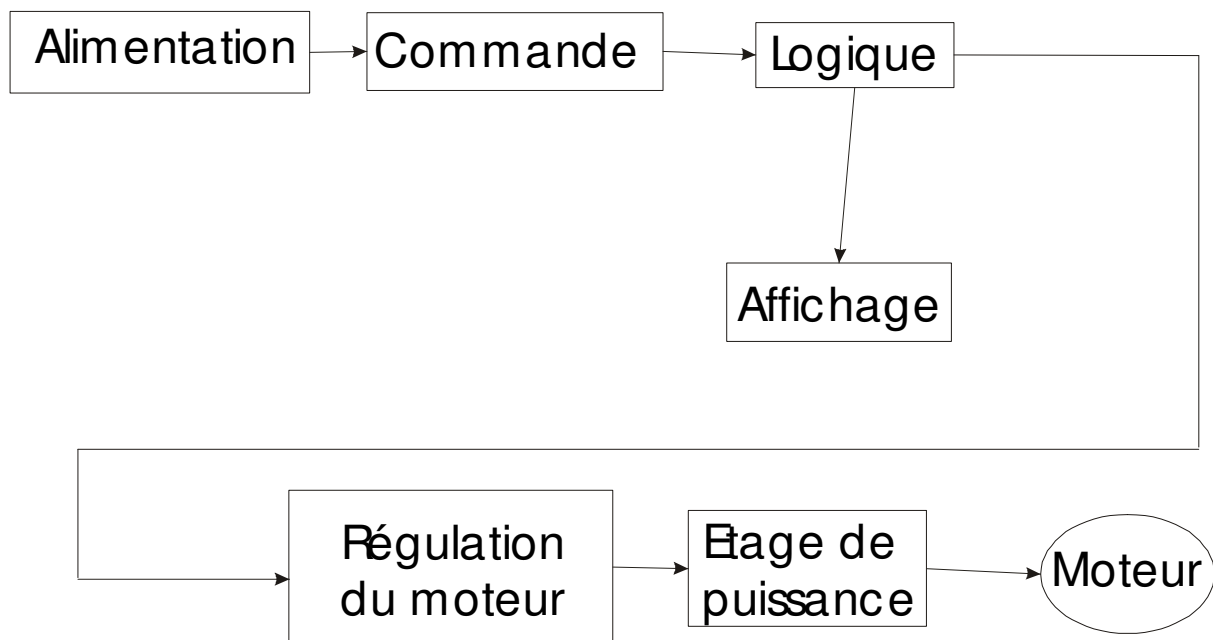 Alimentation
Commande
Logique
Affichage
Régulation
du moteur
Etage de
puissance
Moteur